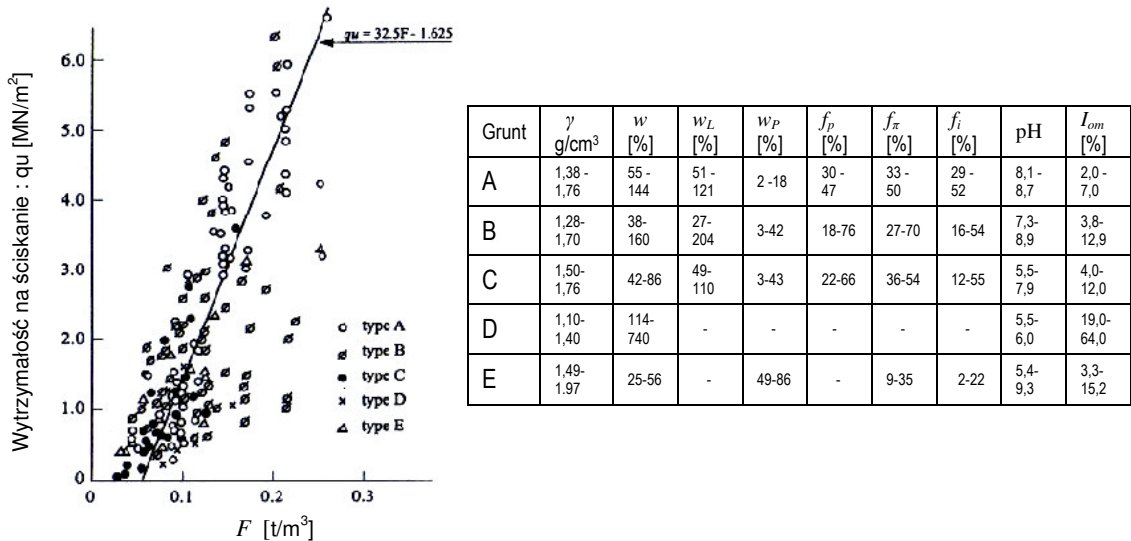 Wytrzymałość na ściskanie : qu [MN/m²]
qu = 32.5F - 1.625
6.0
5.0
4.0
3.0
2.0
1.0
0
0 0.1 0.2 0.3
F [t/m³]
type A
type B
type C
type D
type E
Grunt γ g/cm³ w [%] w_L [%] w_P [%] f_p [%] f_π [%] f_i [%] pH I_om [%]
A 1,38 - 1,76 55 - 144 51 - 121 2 -18 30 - 47 33 - 50 29 - 52 8,1 - 8,7 2,0 - 7,0
B 1,28- 1,70 38- 160 27- 204 3-42 18-76 27-70 16-54 7,3- 8,9 3,8- 12,9
C 1,50- 1,76 42-86 49- 110 3-43 22-66 36-54 12-55 5,5- 7,9 4,0- 12,0
D 1,10- 1,40 114- 740 - - - - - 5,5- 6,0 19,0- 64,0
E 1,49- 1.97 25-56 - 49-86 - 9-35 2-22 5,4- 9,3 3,3- 15,2